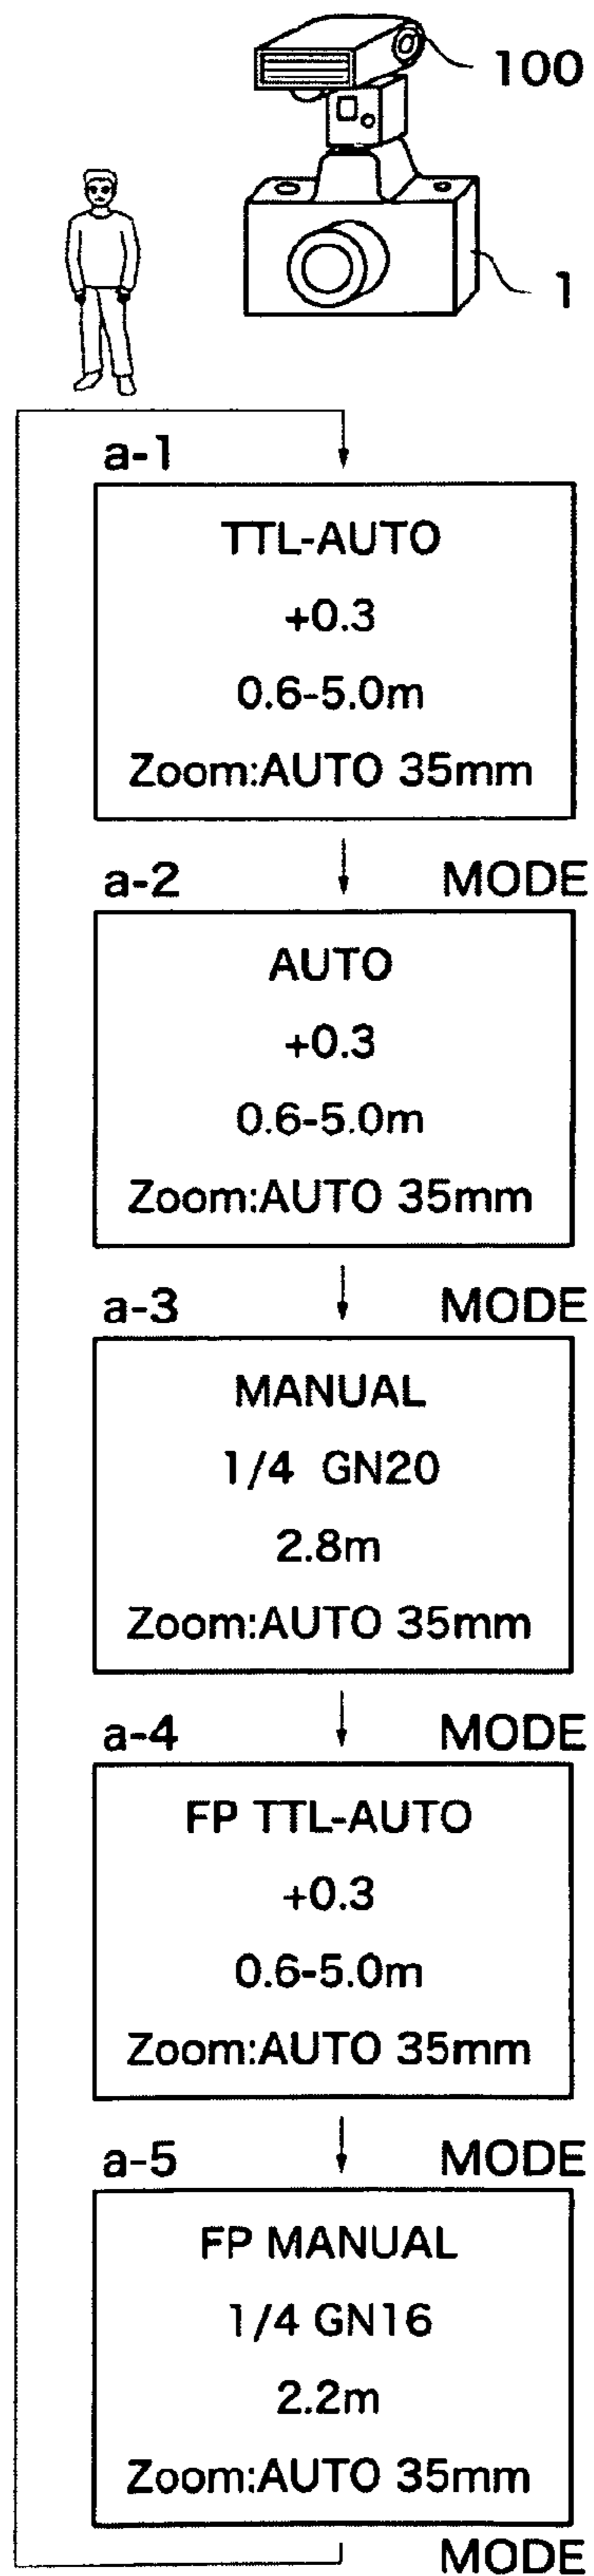 100
1
a-1
TTL-AUTO
+0.3
0.6-5.0m
Zoom:AUTO 35mm
a-2 MODE
AUTO
+0.3
0.6-5.0m
Zoom:AUTO 35mm
a-3 MODE
MANUAL
1/4 GN20
2.8m
Zoom:AUTO 35mm
a-4 MODE
FP TTL-AUTO
+0.3
0.6-5.0m
Zoom:AUTO 35mm
a-5 MODE
FP MANUAL
1/4 GN16
2.2m
Zoom:AUTO 35mm
MODE